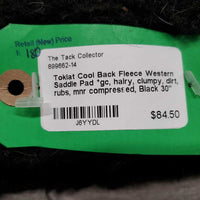 Retail (New) Price
The Tack Collector
899662-14
Toklat Cool Back Fleece Western
Saddle Pad *gc, hairy, clumpy, dirt,
rubs, mnr compressed, Black 30"
J6YYDL
$84.50